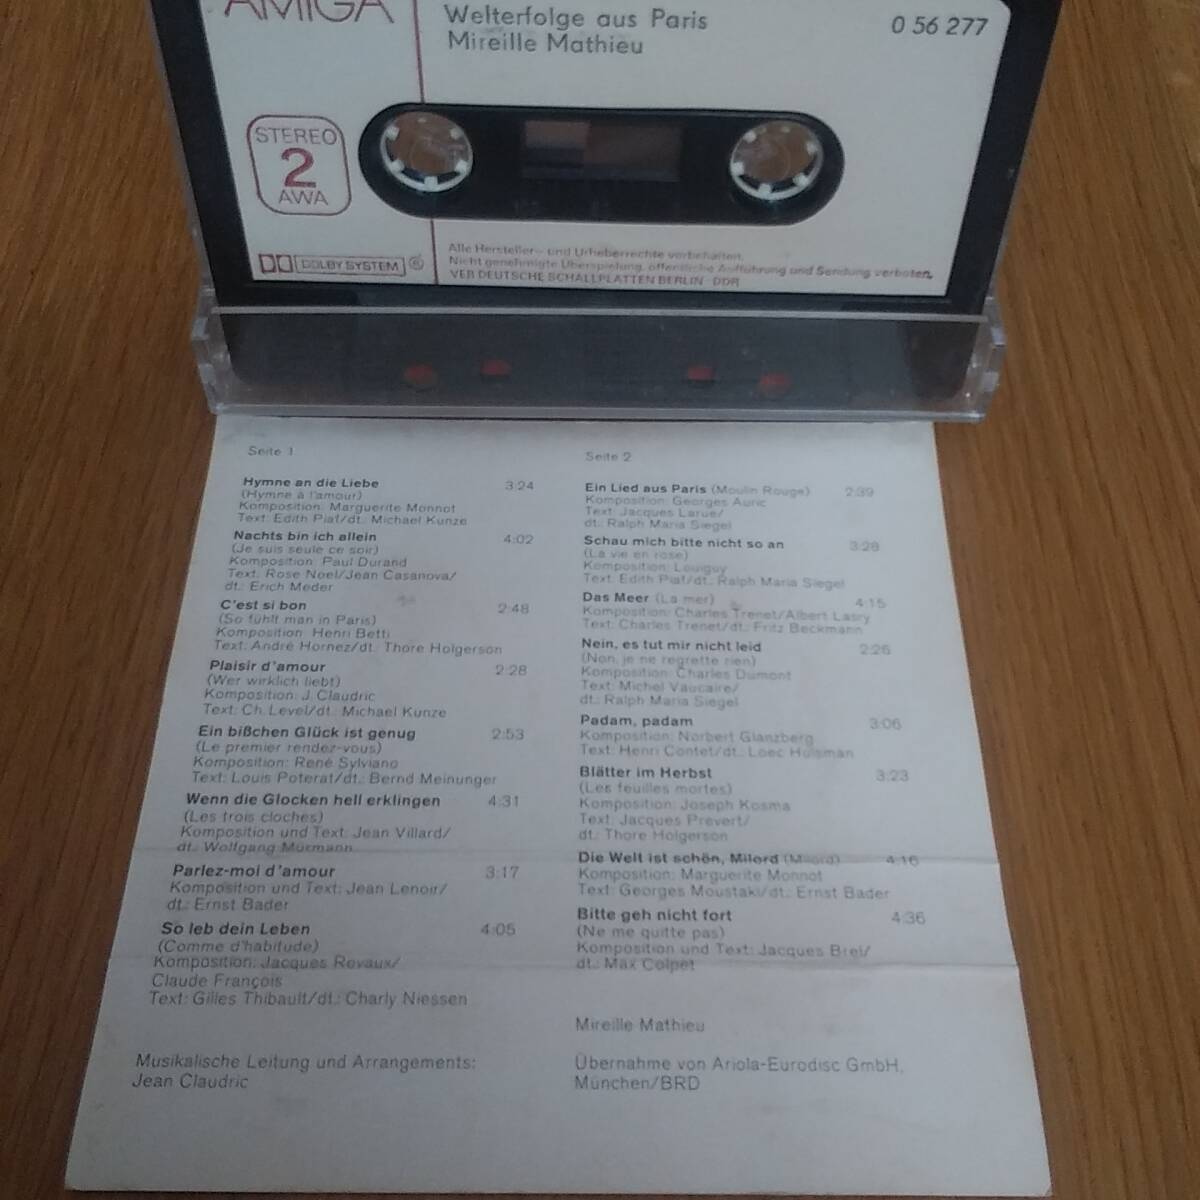 AMIGA
Welterfolge aus Paris
Mireille Mathieu
0 56 277
STEREO
2
AWA
DOLBY SYSTEM ®
Alle Hersteller- und Urheberrechte vorbehalten.
Nicht genehmigte Überspielung, öffentliche Aufführung und Sendung verboten.
VEB DEUTSCHE SCHALLPLATTEN BERLIN · DDR
Seite 1
Hymne an die Liebe 3:24
(Hymne à l'amour)
Komposition: Marguerite Monnot
Text: Edith Piaf/dt.: Michael Kunze
Nachts bin ich allein 4:02
(Je suis seule ce soir)
Komposition: Paul Durand
Text: Rose Noel/Jean Casanova/
dt.: Erich Meder
C'est si bon 2:48
(So fühlt man in Paris)
Komposition: Henri Betti
Text: André Hornez/dt.: Thore Holgerson
Plaisir d'amour 2:28
(Wer wirklich liebt)
Komposition: J. Claudric
Text: Ch. Level/dt.: Michael Kunze
Ein bißchen Glück ist genug 2:53
(Le premier rendez-vous)
Komposition: René Sylviano
Text: Louis Poterat/dt.: Bernd Meinunger
Wenn die Glocken hell erklingen 4:31
(Les trois cloches)
Komposition und Text: Jean Villard/
dt.: Wolfgang Mürmann
Parlez-moi d'amour 3:17
Komposition und Text: Jean Lenoir/
dt.: Ernst Bader
So leb dein Leben 4:05
(Comme d'habitude)
Komposition: Jacques Revaux/
Claude François
Text: Gilles Thibault/dt.: Charly Niessen
Musikalische Leitung und Arrangements:
Jean Claudric
Seite 2
Ein Lied aus Paris (Moulin Rouge) 2:39
Komposition: Georges Auric
Text: Jacques Larue/
dt.: Ralph Maria Siegel
Schau mich bitte nicht so an 3:28
(La vie en rose)
Komposition: Louiguy
Text: Edith Piaf/dt.: Ralph Maria Siegel
Das Meer (La mer) 4:15
Komposition: Charles Trenet/Albert Lasry
Text: Charles Trenet/dt.: Fritz Beckmann
Nein, es tut mir nicht leid 2:26
(Non, je ne regrette rien)
Komposition: Charles Dumont
Text: Michel Vaucaire/
dt.: Ralph Maria Siegel
Padam, padam 3:06
Komposition: Norbert Glanzberg
Text: Henri Contet/dt.: Loec Hulsman
Blätter im Herbst 3:23
(Les feuilles mortes)
Komposition: Joseph Kosma
Text: Jacques Prevert/
dt.: Thore Holgerson
Die Welt ist schön, Milord (Milord) 4:16
Komposition: Marguerite Monnot
Text: Georges Moustaki/dt.: Ernst Bader
Bitte geh nicht fort 4:36
(Ne me quitte pas)
Komposition und Text: Jacques Brel/
dt.: Max Colpet
Mireille Mathieu
Übernahme von Ariola-Eurodisc GmbH,
München/BRD